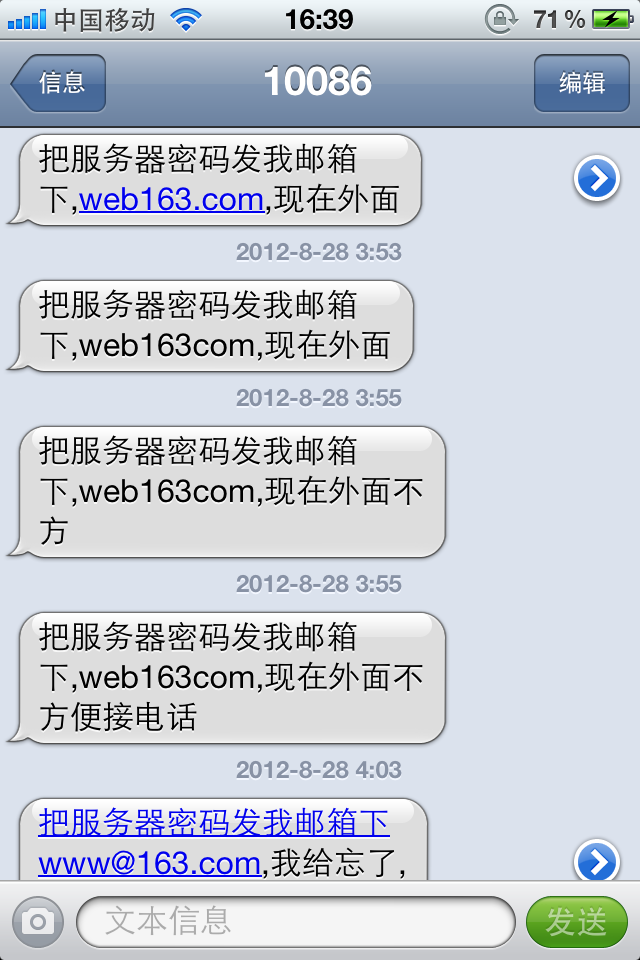 中国移动 16:39 71%
信息 10086 编辑
把服务器密码发我邮箱
下,web163.com,现在外面
2012-8-28 3:53
把服务器密码发我邮箱
下,web163com,现在外面
2012-8-28 3:55
把服务器密码发我邮箱
下,web163com,现在外面不
方
2012-8-28 3:55
把服务器密码发我邮箱
下,web163com,现在外面不
方便接电话
2012-8-28 4:03
把服务器密码发我邮箱下
www@163.com,我给忘了,
文本信息 发送